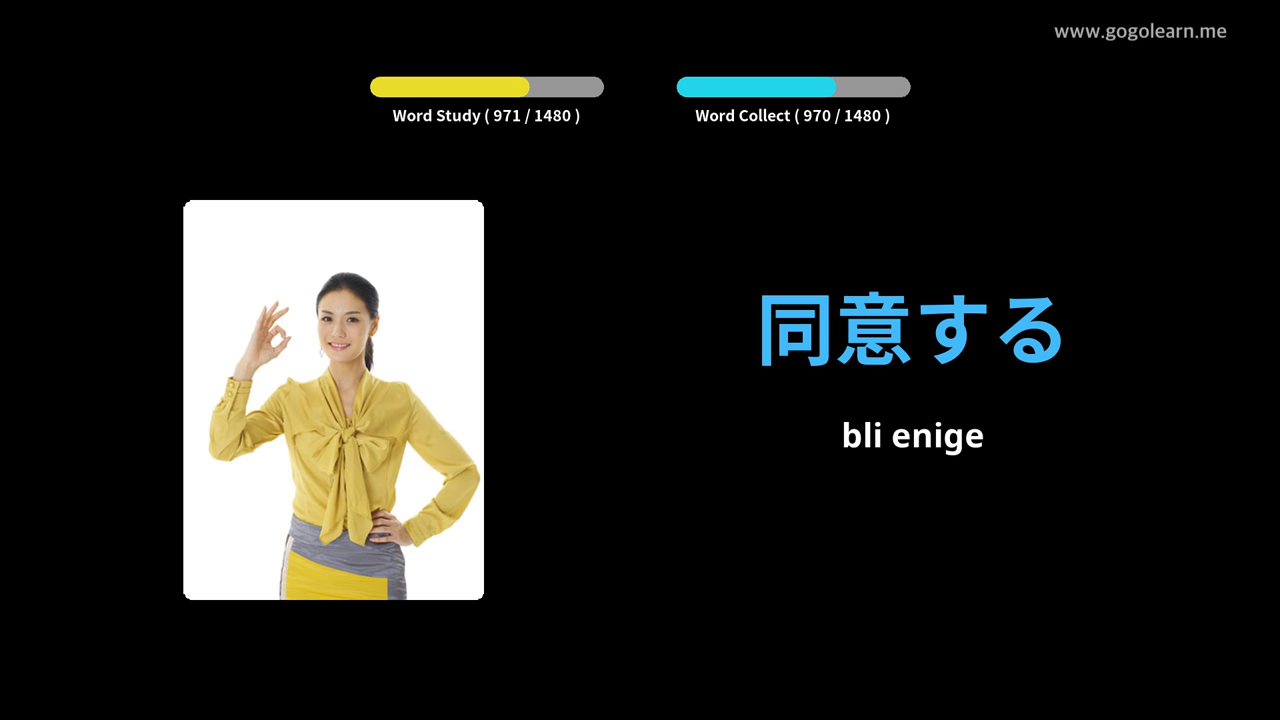 www.gogolearn.me
Word Study ( 971 / 1480 )
Word Collect ( 970 / 1480 )
同意する
bli enige